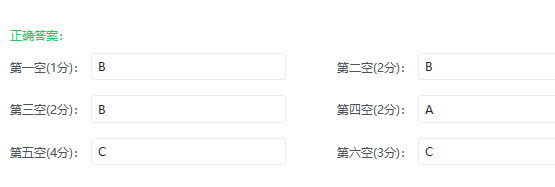 正确答案：
第一空(1分)： B 第二空(2分)： B
第三空(2分)： B 第四空(2分)： A
第五空(4分)： C 第六空(3分)： C